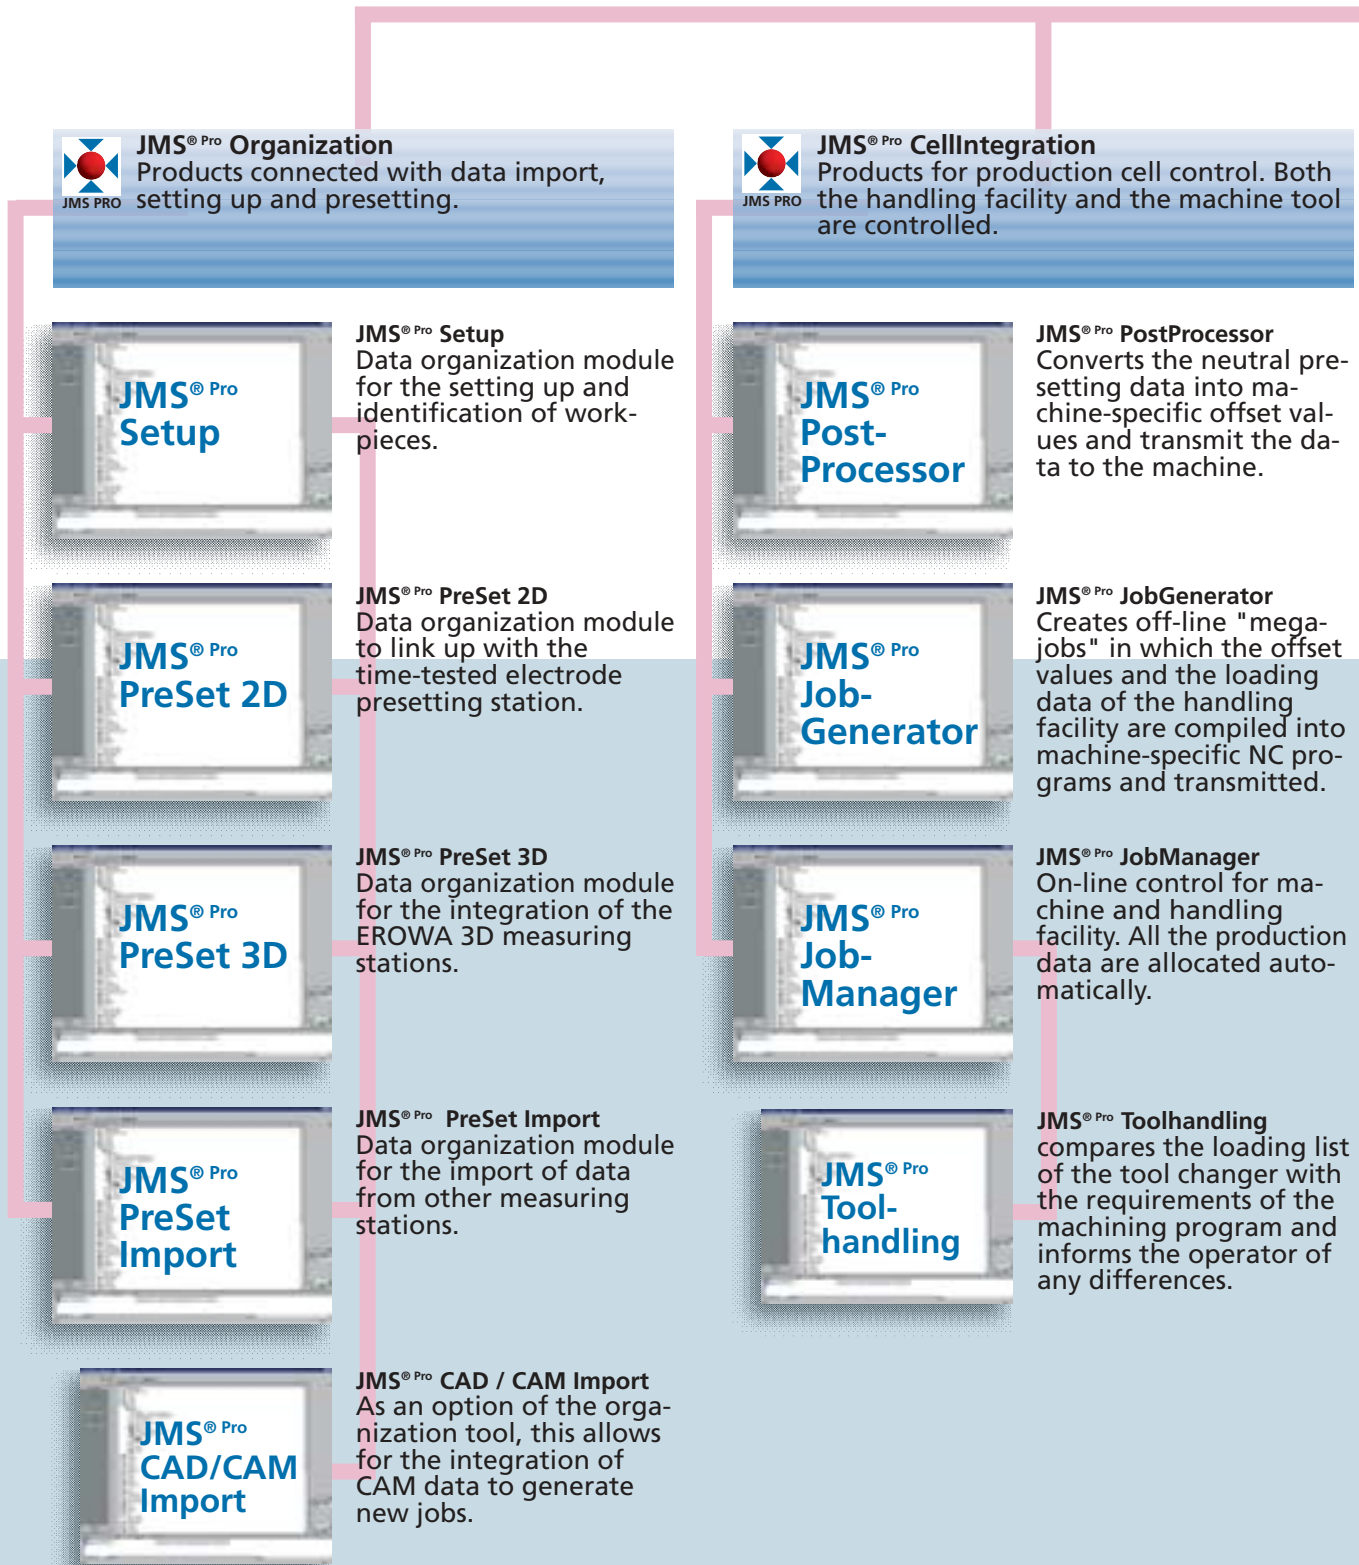 JMS® Pro Organization
Products connected with data import,
setting up and presetting.
JMS PRO
JMS® Pro Setup
Data organization module
for the setting up and
identification of work-
pieces.
JMS® Pro
Setup
JMS® Pro PreSet 2D
Data organization module
to link up with the
time-tested electrode
presetting station.
JMS® Pro
PreSet 2D
JMS® Pro PreSet 3D
Data organization module
for the integration of the
EROWA 3D measuring
stations.
JMS® Pro
PreSet 3D
JMS® Pro PreSet Import
Data organization module
for the import of data
from other measuring
stations.
JMS® Pro
PreSet
Import
JMS® Pro CAD / CAM Import
As an option of the orga-
nization tool, this allows
for the integration of
CAM data to generate
new jobs.
JMS® Pro
CAD/CAM
Import
JMS® Pro CellIntegration
Products for production cell control. Both
the handling facility and the machine tool
are controlled.
JMS PRO
JMS® Pro PostProcessor
Converts the neutral pre-
setting data into ma-
chine-specific offset val-
ues and transmit the da-
ta to the machine.
JMS® Pro
Post-
Processor
JMS® Pro JobGenerator
Creates off-line "mega-
jobs" in which the offset
values and the loading
data of the handling
facility are compiled into
machine-specific NC pro-
grams and transmitted.
JMS® Pro
Job-
Generator
JMS® Pro JobManager
On-line control for ma-
chine and handling
facility. All the production
data are allocated auto-
matically.
JMS® Pro
Job-
Manager
JMS® Pro Toolhandling
compares the loading list
of the tool changer with
the requirements of the
machining program and
informs the operator of
any differences.
JMS® Pro
Tool-
handling